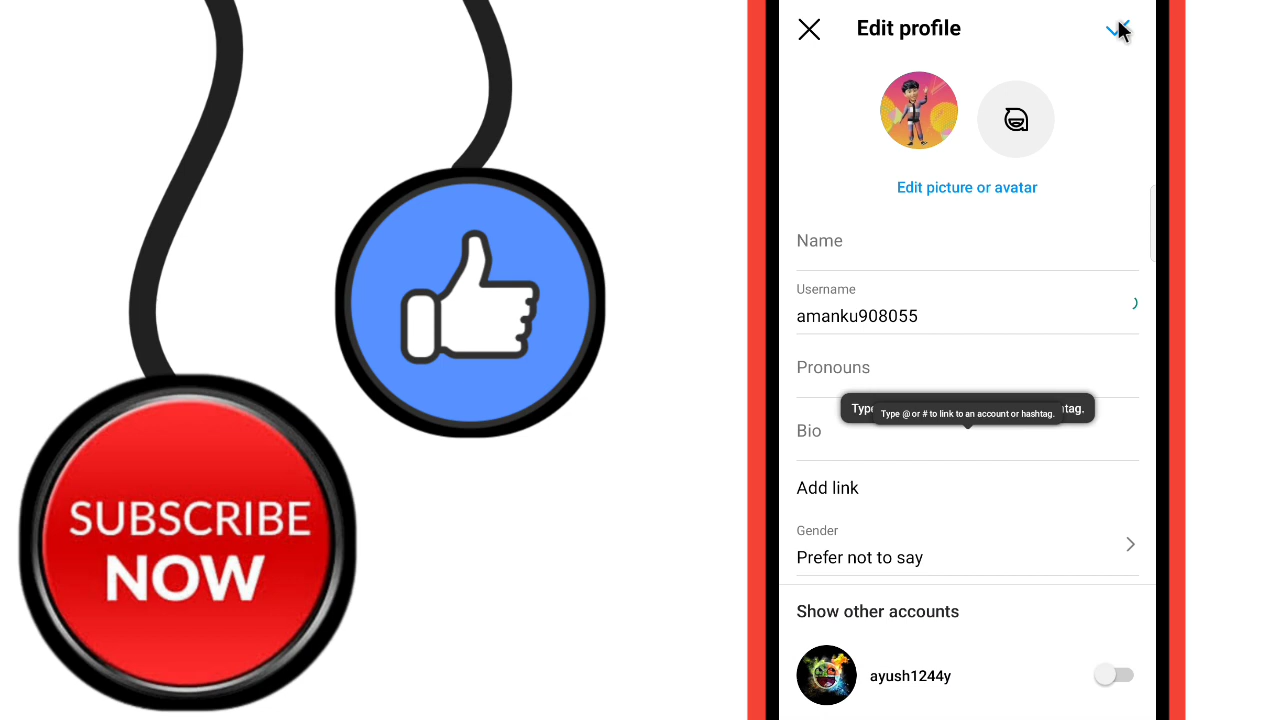 SUBSCRIBE
NOW
Edit profile
Edit picture or avatar
Name
Username
amanku908055
Pronouns
Type @ or # to link to an account or hashtag.
Bio
Add link
Gender
Prefer not to say
Show other accounts
ayush1244y